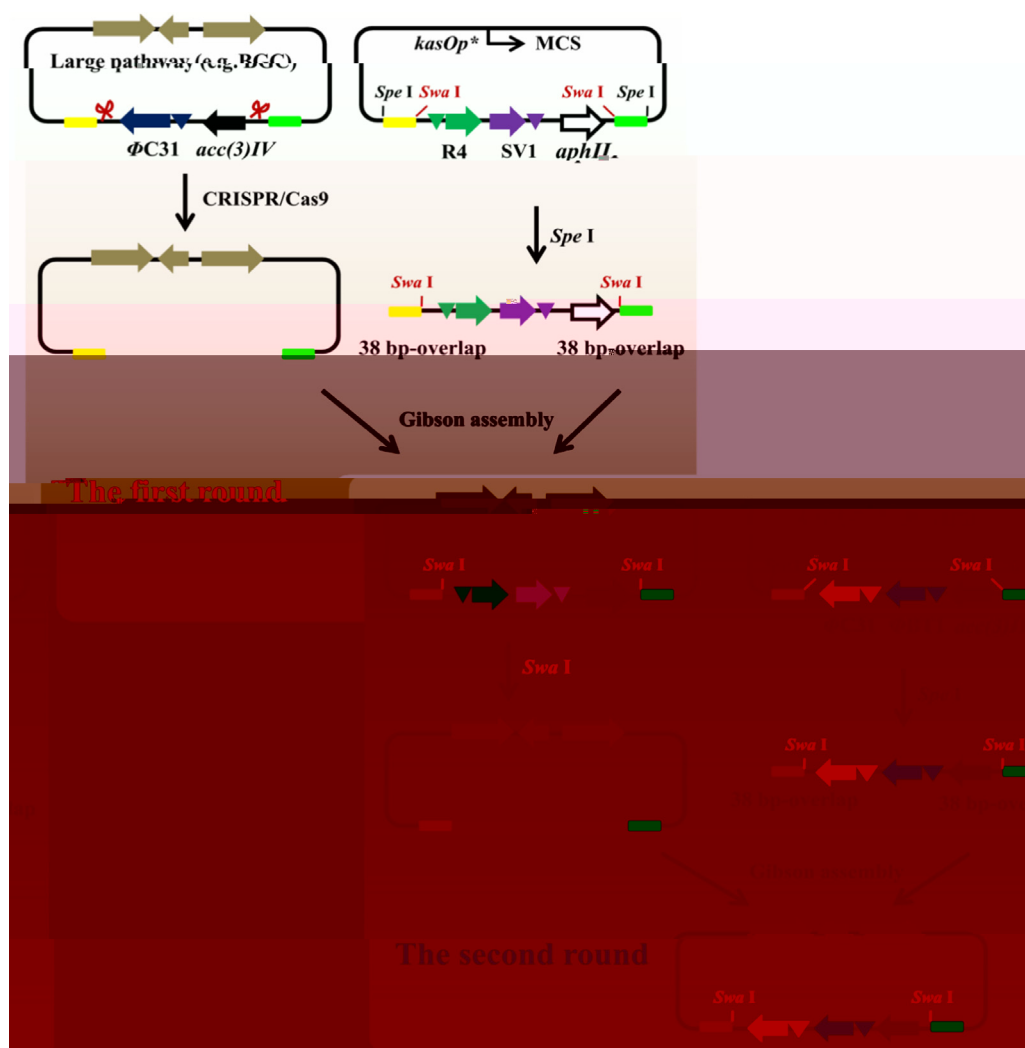 kasOp* MCS
Large pathway (e.g. BGC)
Spe I Swa I Swa I Spe I
ΦC31 acc(3)IV R4 SV1 aphII
CRISPR/Cas9
Spe I
Swa I Swa I
38 bp-overlap 38 bp-overlap
Gibson assembly
The first round
Swa I Swa I Swa I Swa I
Swa I
Swa I Swa I
Gibson assembly
The second round
Swa I Swa I